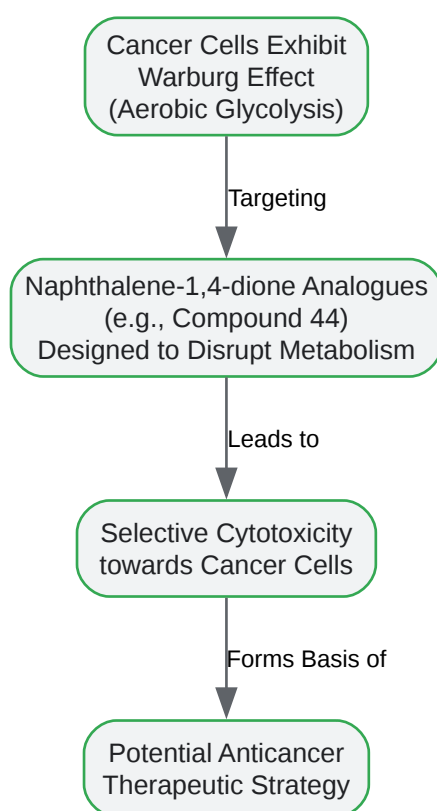 Cancer Cells Exhibit
Warburg Effect
(Aerobic Glycolysis)
Targeting
Naphthalene-1,4-dione Analogues
(e.g., Compound 44)
Designed to Disrupt Metabolism
Leads to
Selective Cytotoxicity
towards Cancer Cells
Forms Basis of
Potential Anticancer
Therapeutic Strategy